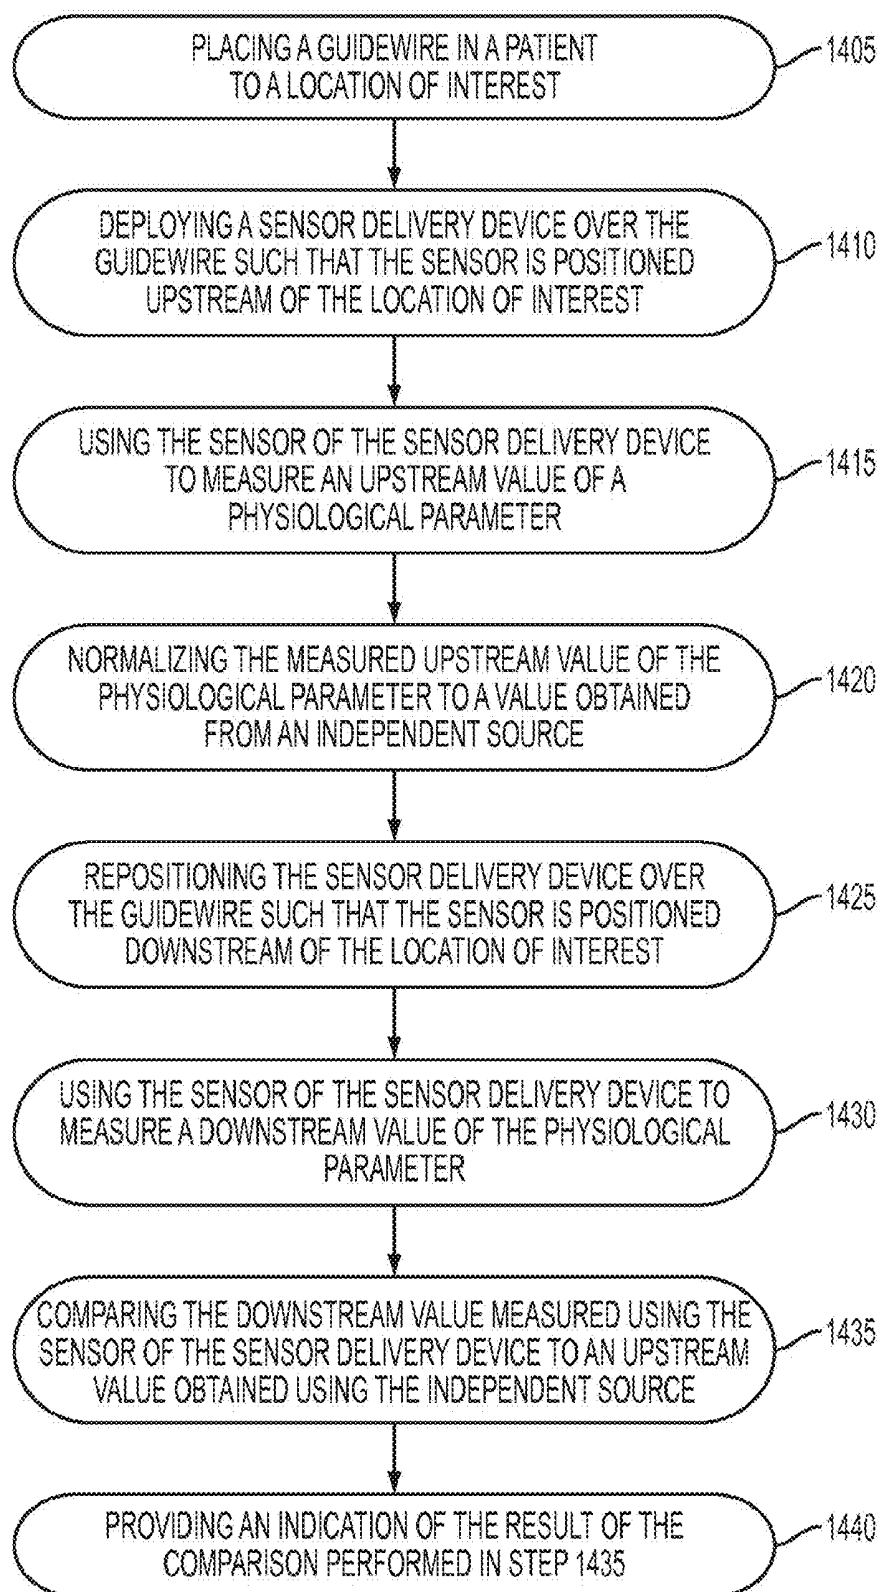 PLACING A GUIDEWIRE IN A PATIENT
TO A LOCATION OF INTEREST
1405
DEPLOYING A SENSOR DELIVERY DEVICE OVER THE
GUIDEWIRE SUCH THAT THE SENSOR IS POSITIONED
UPSTREAM OF THE LOCATION OF INTEREST
1410
USING THE SENSOR OF THE SENSOR DELIVERY DEVICE
TO MEASURE AN UPSTREAM VALUE OF A
PHYSIOLOGICAL PARAMETER
1415
NORMALIZING THE MEASURED UPSTREAM VALUE OF THE
PHYSIOLOGICAL PARAMETER TO A VALUE OBTAINED
FROM AN INDEPENDENT SOURCE
1420
REPOSITIONING THE SENSOR DELIVERY DEVICE OVER
THE GUIDEWIRE SUCH THAT THE SENSOR IS POSITIONED
DOWNSTREAM OF THE LOCATION OF INTEREST
1425
USING THE SENSOR OF THE SENSOR DELIVERY DEVICE TO
MEASURE A DOWNSTREAM VALUE OF THE PHYSIOLOGICAL
PARAMETER
1430
COMPARING THE DOWNSTREAM VALUE MEASURED USING THE
SENSOR OF THE SENSOR DELIVERY DEVICE TO AN UPSTREAM
VALUE OBTAINED USING THE INDEPENDENT SOURCE
1435
PROVIDING AN INDICATION OF THE RESULT OF THE
COMPARISON PERFORMED IN STEP 1435
1440